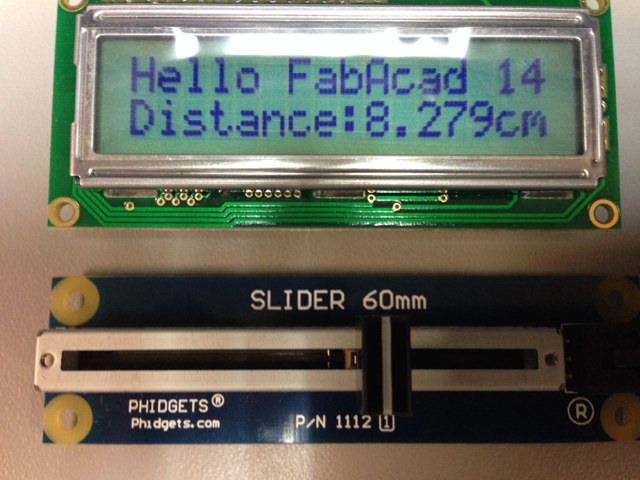 Hello FabAcad 14
Distance:8.279cm
SLIDER 60mm
PHIDGETS®
Phidgets.com
P/N 1112 1
®